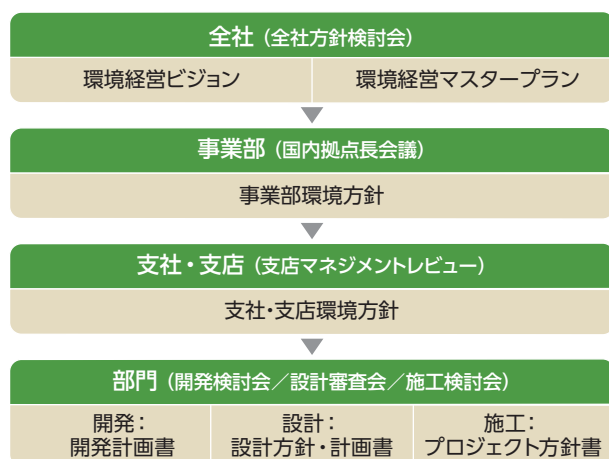 全社（全社方針検討会）
環境経営ビジョン 環境経営マスタープラン
事業部（国内拠点長会議）
事業部環境方針
支社・支店（支店マネジメントレビュー）
支社・支店環境方針
部門（開発検討会／設計審査会／施工検討会）
開発： 設計： 施工：
開発計画書 設計方針・計画書 プロジェクト方針書